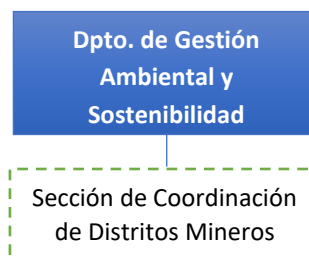 Dpto. de Gestión
Ambiental y
Sostenibilidad
Sección de Coordinación
de Distritos Mineros